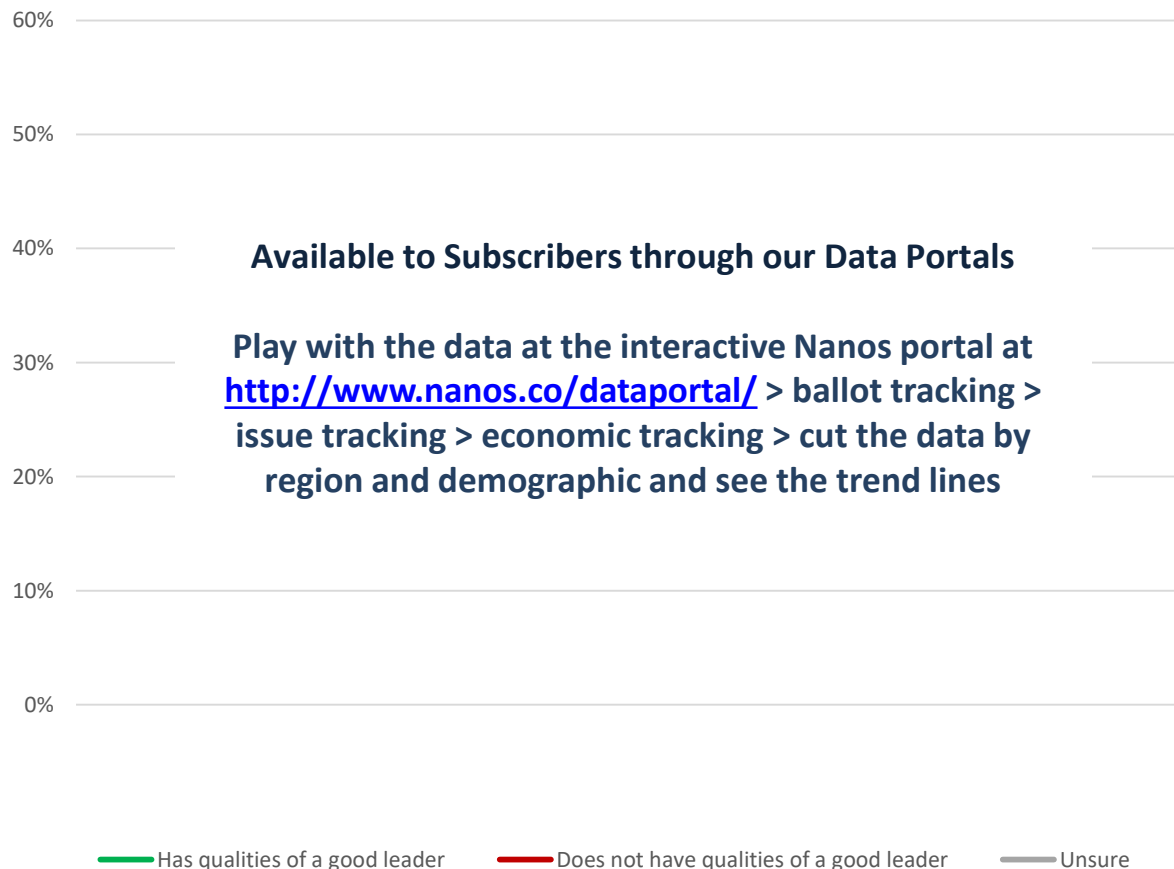 60%
50%
40%
30%
20%
10%
0%
Available to Subscribers through our Data Portals
Play with the data at the interactive Nanos portal at
http://www.nanos.co/dataportal/ > ballot tracking >
issue tracking > economic tracking > cut the data by
region and demographic and see the trend lines
Has qualities of a good leader
Does not have qualities of a good leader
Unsure